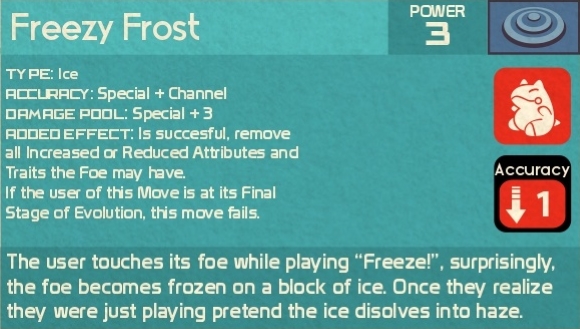 Freezy Frost
POWER
3
TYPE: Ice
ACCURACY: Special + Channel
DAMAGE POOL: Special + 3
ADDED EFFECT: Is succesful, remove
all Increased or Reduced Attributes and
Traits the Foe may have.
If the user of this Move is at its Final
Stage of Evolution, this move fails.
Accuracy
1
The user touches its foe while playing “Freeze!”, surprisingly,
the foe becomes frozen on a block of ice. Once they realize
they were just playing pretend the ice disolves into haze.